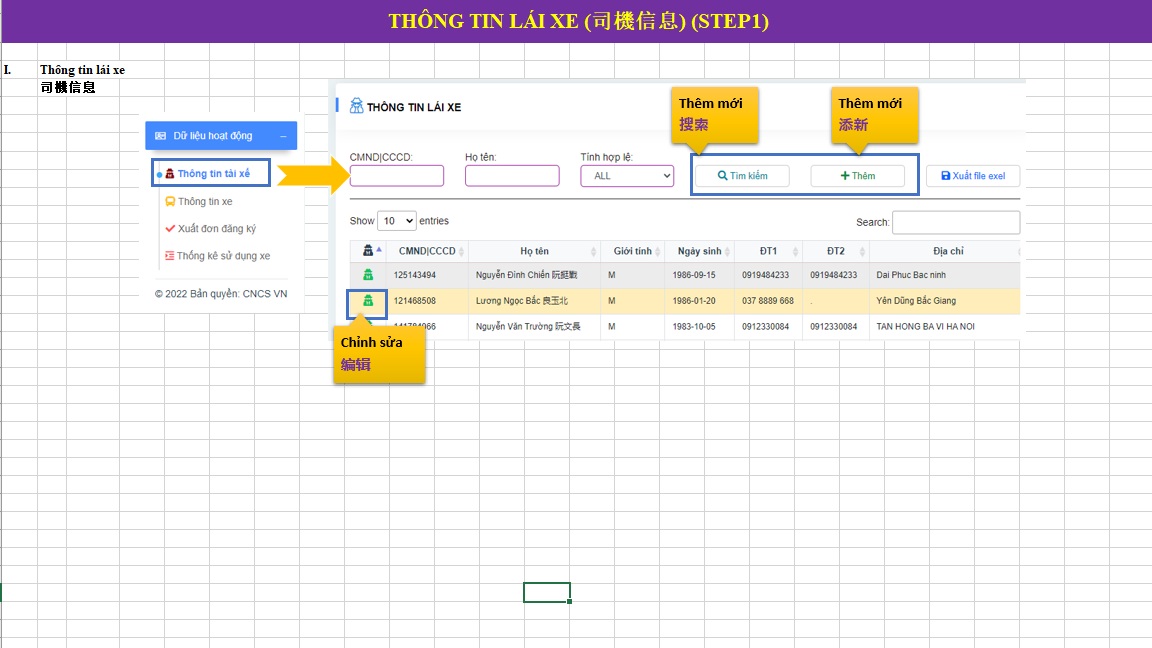 THÔNG TIN LÁI XE (司機信息) (STEP1)
I. Thông tin lái xe
司機信息
Dữ liệu hoạt động
Thông tin tài xế
Thông tin xe
Xuất đơn đăng ký
Thống kê sử dụng xe
© 2022 Bản quyền: CNCS VN
THÔNG TIN LÁI XE
Thêm mới
搜索
Thêm mới
添新
CMND|CCCD: Họ tên: Tính hợp lệ:
ALL Tìm kiếm Thêm Xuất file exel
Show 10 entries Search:
CMND|CCCD Họ tên Giới tính Ngày sinh ĐT1 ĐT2 Địa chỉ
125143494 Nguyễn Đình Chiến 阮挺戰 M 1986-09-15 0919484233 0919484233 Dai Phuc Bac ninh
121468508 Lương Ngọc Bắc 良玉北 M 1986-01-20 037 8889 668 . Yên Dũng Bắc Giang
Nguyễn Văn Trường 阮文長 M 1983-10-05 0912330084 0912330084 TAN HONG BA VI HA NOI
Chỉnh sửa
编辑